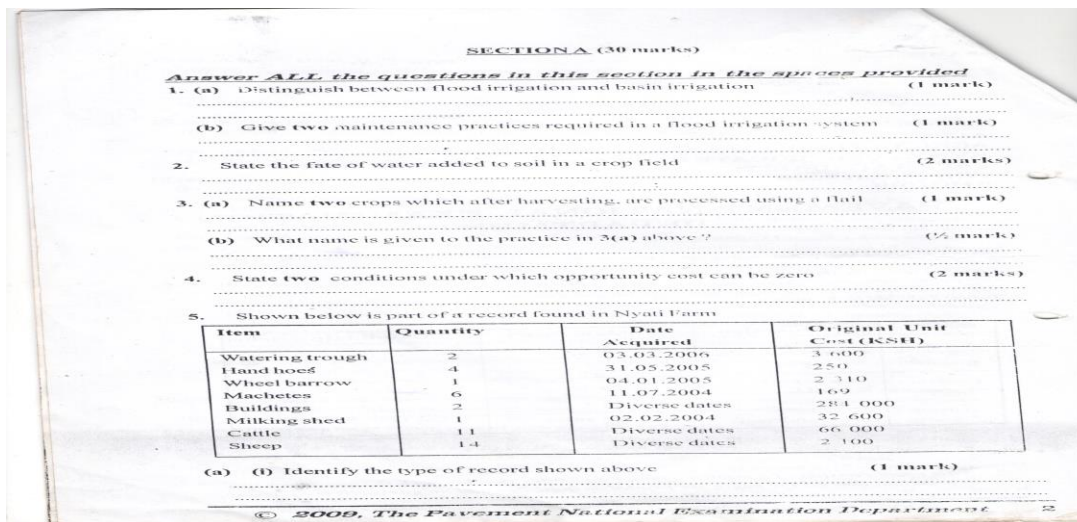 SECTION A (30 marks)
Answer ALL the questions in this section in the spaces provided
1. (a) Distinguish between flood irrigation and basin irrigation (1 mark)
(b) Give two maintenance practices required in a flood irrigation system (1 mark)
2. State the fate of water added to soil in a crop field (2 marks)
3. (a) Name two crops which after harvesting, are processed using a flail (1 mark)
(b) What name is given to the practice in 3(a) above ? (½ mark)
4. State two conditions under which opportunity cost can be zero (2 marks)
5. Shown below is part of a record found in Nyati Farm
Item Quantity Date Acquired Original Unit Cost (KSH)
Watering trough 2 03.03.2006 3 600
Hand hoes 4 31.05.2005 250
Wheel barrow 1 04.01.2005 2 310
Machetes 6 11.07.2004 169
Buildings 2 Diverse dates 281 000
Milking shed 1 02.02.2004 32 600
Cattle 11 Diverse dates 66 000
Sheep 14 Diverse dates 2 100
(a) (i) Identify the type of record shown above (1 mark)
© 2009, The Pavement National Examination Department 2